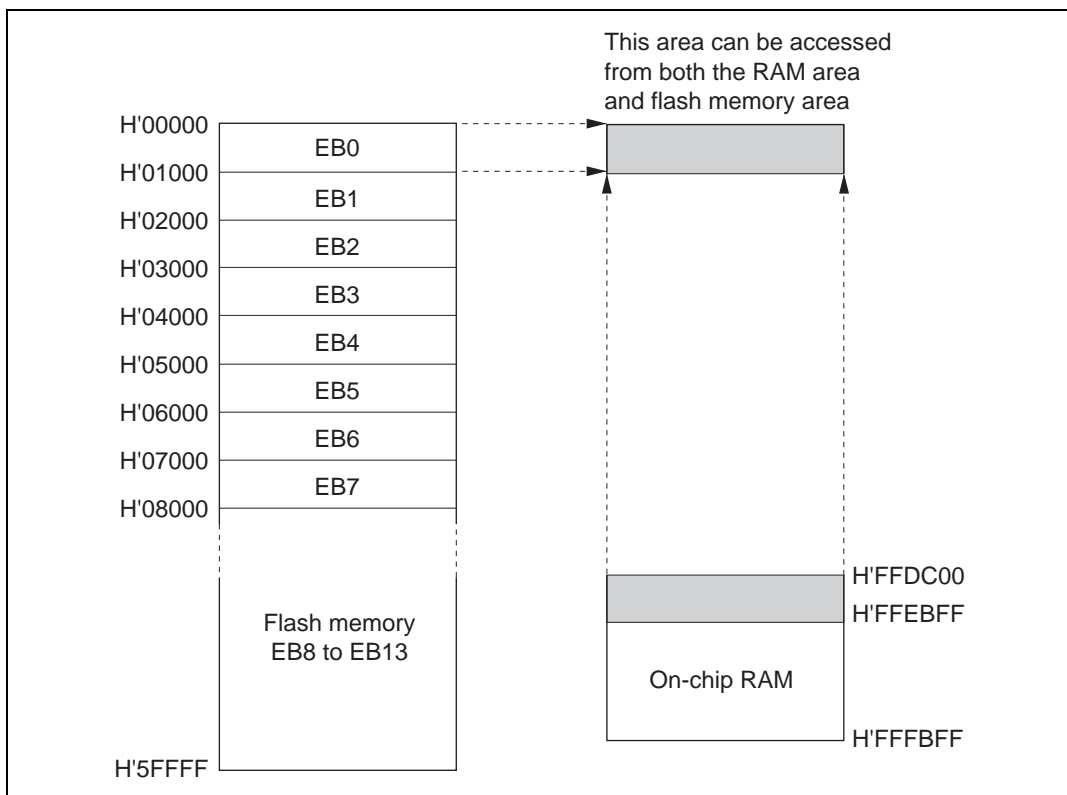 This area can be accessed
from both the RAM area
and flash memory area
H'00000
EB0
H'01000
EB1
H'02000
EB2
H'03000
EB3
H'04000
EB4
H'05000
EB5
H'06000
EB6
H'07000
EB7
H'08000
Flash memory
EB8 to EB13
H'5FFFF
H'FFDC00
H'FFEBFF
On-chip RAM
H'FFFBFF